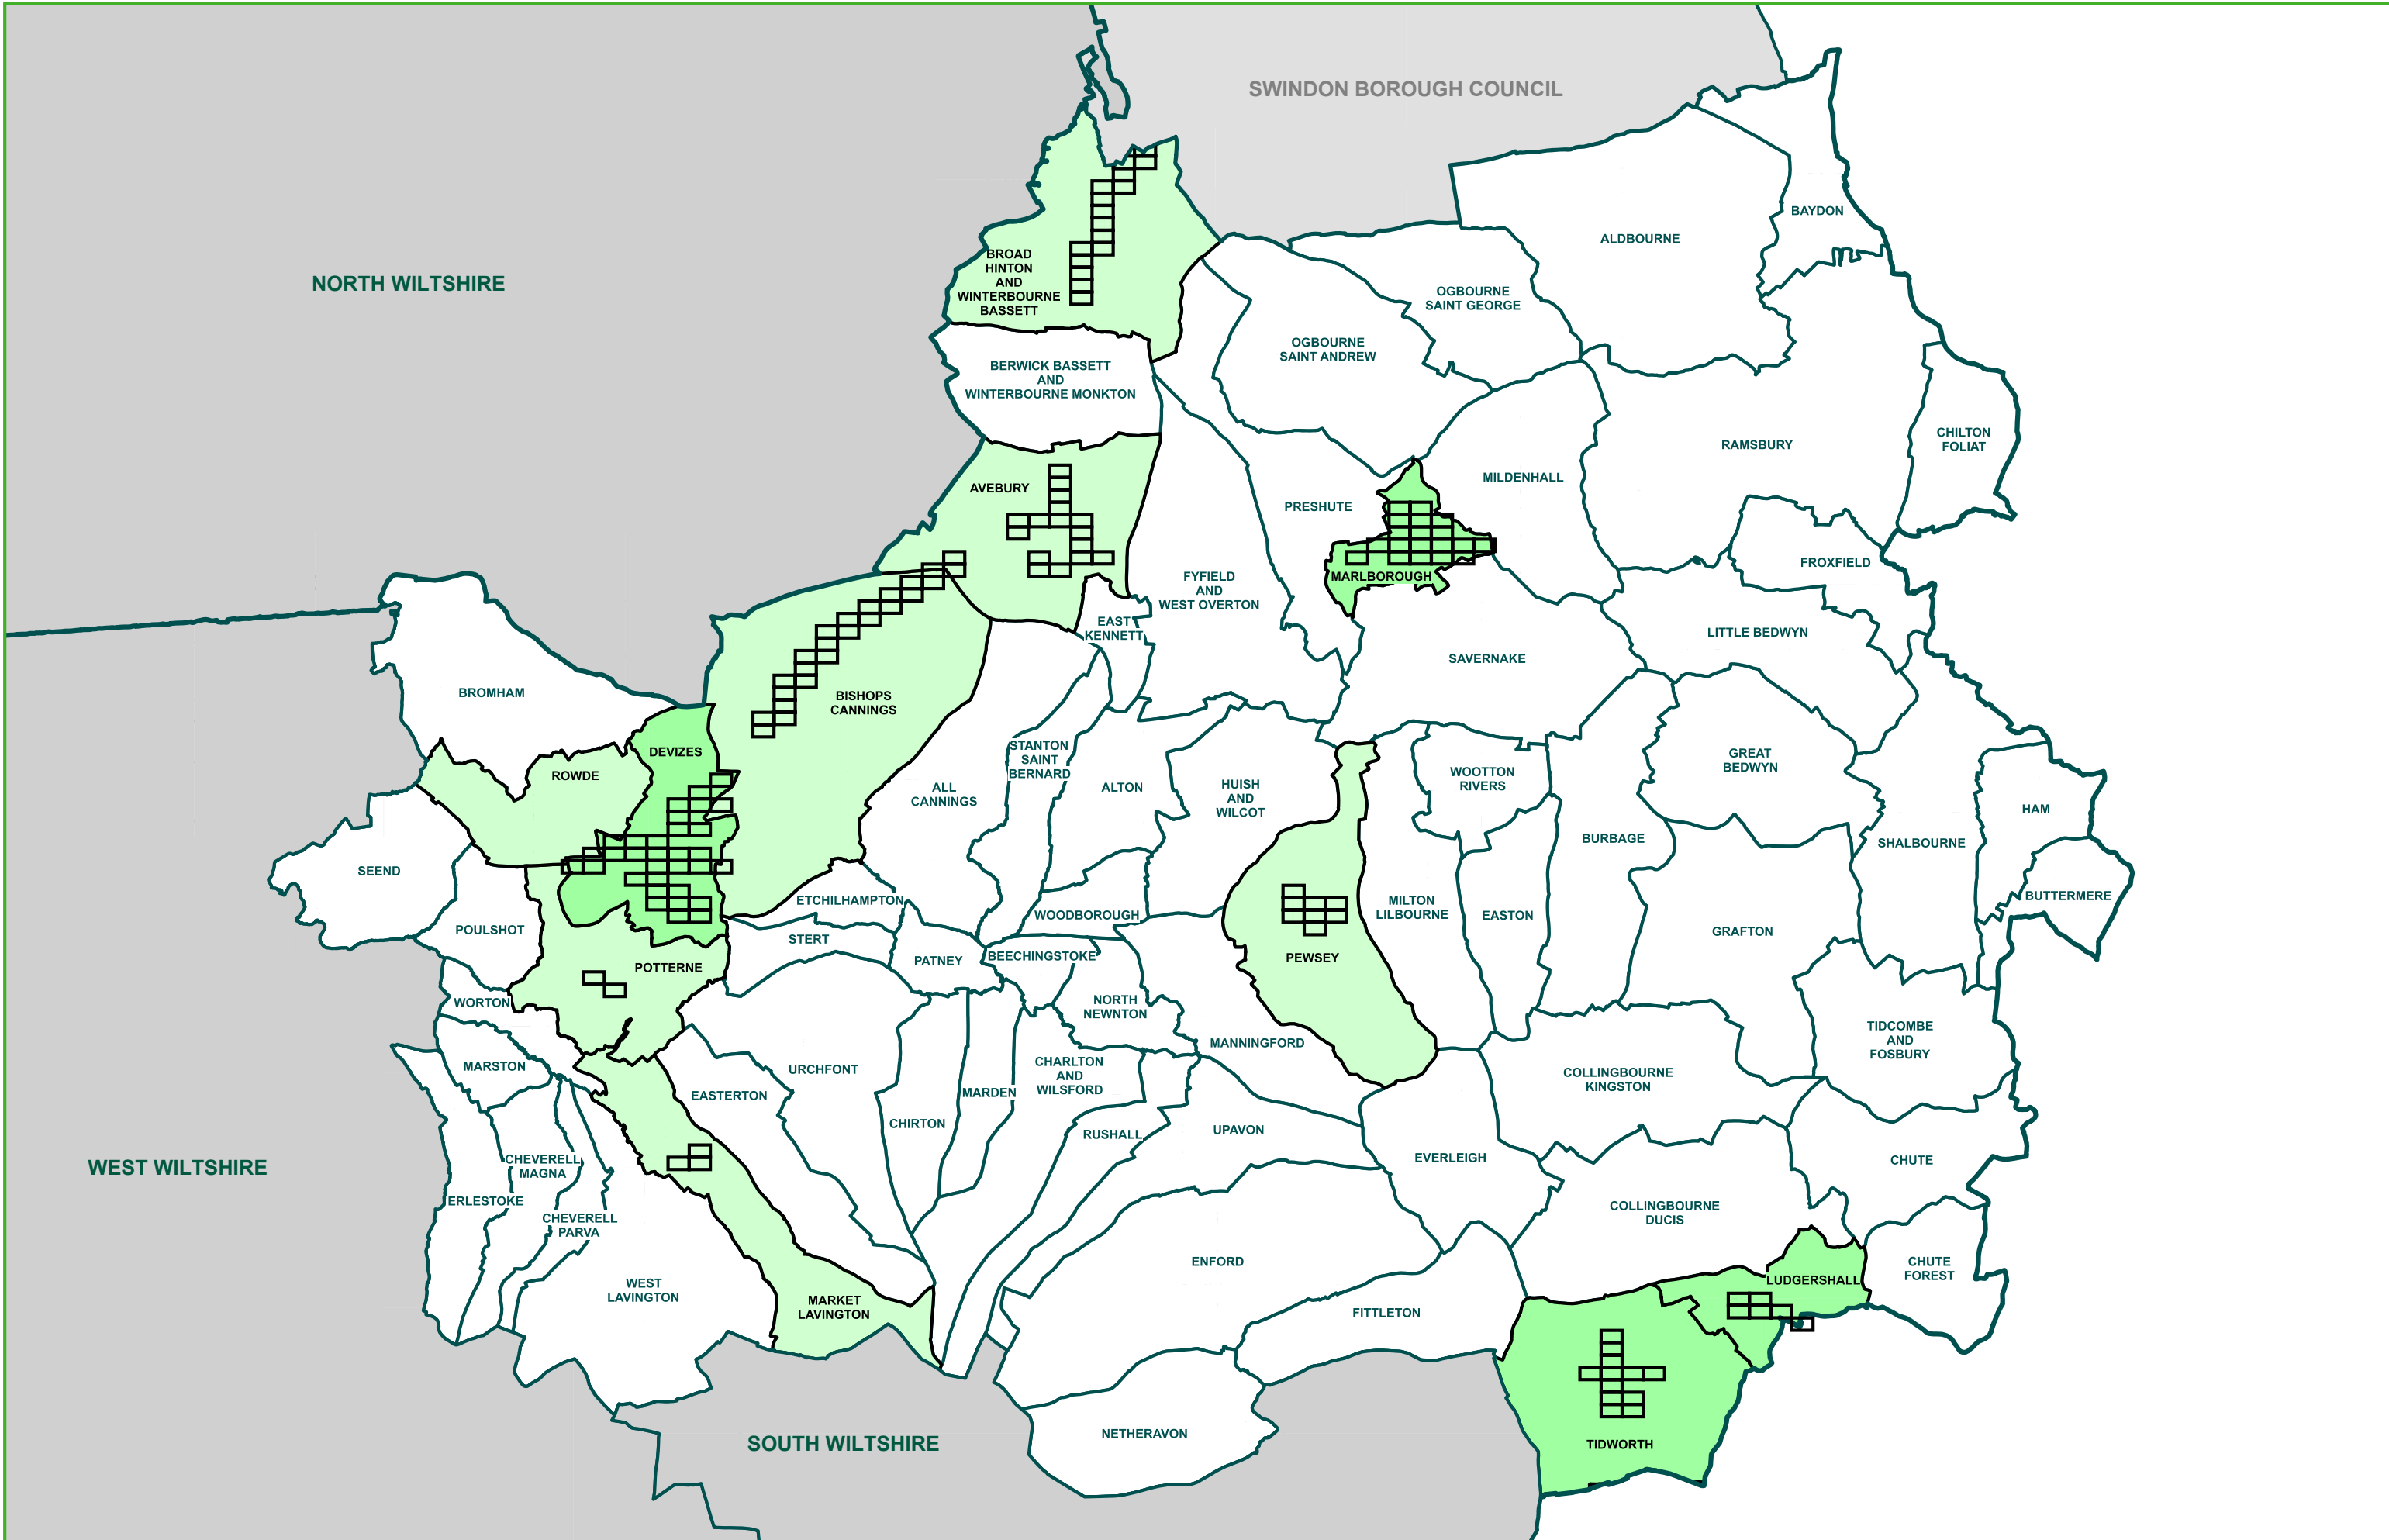 SWINDON BOROUGH COUNCIL
NORTH WILTSHIRE
BAYDON
ALDBOURNE
BROAD
HINTON
AND
WINTERBOURNE
BASSETT
OGBOURNE
SAINT GEORGE
OGBOURNE
SAINT ANDREW
BERWICK BASSETT
AND
WINTERBOURNE MONKTON
CHILTON
FOLIAT
RAMSBURY
MILDENHALL
AVEBURY
PRESHUTE
FROXFIELD
MARLBOROUGH
FYFIELD
AND
WEST OVERTON
EAST
KENNETT
LITTLE BEDWYN
SAVERNAKE
BROMHAM
BISHOPS
CANNINGS
DEVIZES
ROWDE
STANTON
SAINT
BERNARD
ALL
CANNINGS
ALTON
HUISH
AND
WILCOT
WOOTTON
RIVERS
GREAT
BEDWYN
HAM
BURBAGE
SHALBOURNE
SEEND
BUTTERMERE
ETCHILHAMPTON
WOODBOROUGH
MILTON
LILBOURNE
EASTON
GRAFTON
POULSHOT
STERT
PATNEY
BEECHINGSTOKE
PEWSEY
POTTERNE
WORTON
NORTH
NEWNTON
MANNINGFORD
TIDCOMBE
AND
FOSBURY
MARSTON
URCHFONT
CHARLTON
AND
WILSFORD
COLLINGBOURNE
KINGSTON
EASTERTON
MARDEN
CHIRTON
RUSHALL
UPAVON
EVERLEIGH
CHUTE
WEST WILTSHIRE
CHEVERELL
MAGNA
ERLESTOKE
CHEVERELL
PARVA
COLLINGBOURNE
DUCIS
ENFORD
CHUTE
FOREST
LUDGERSHALL
WEST
LAVINGTON
MARKET
LAVINGTON
FITTLETON
NETHERAVON
SOUTH WILTSHIRE
TIDWORTH